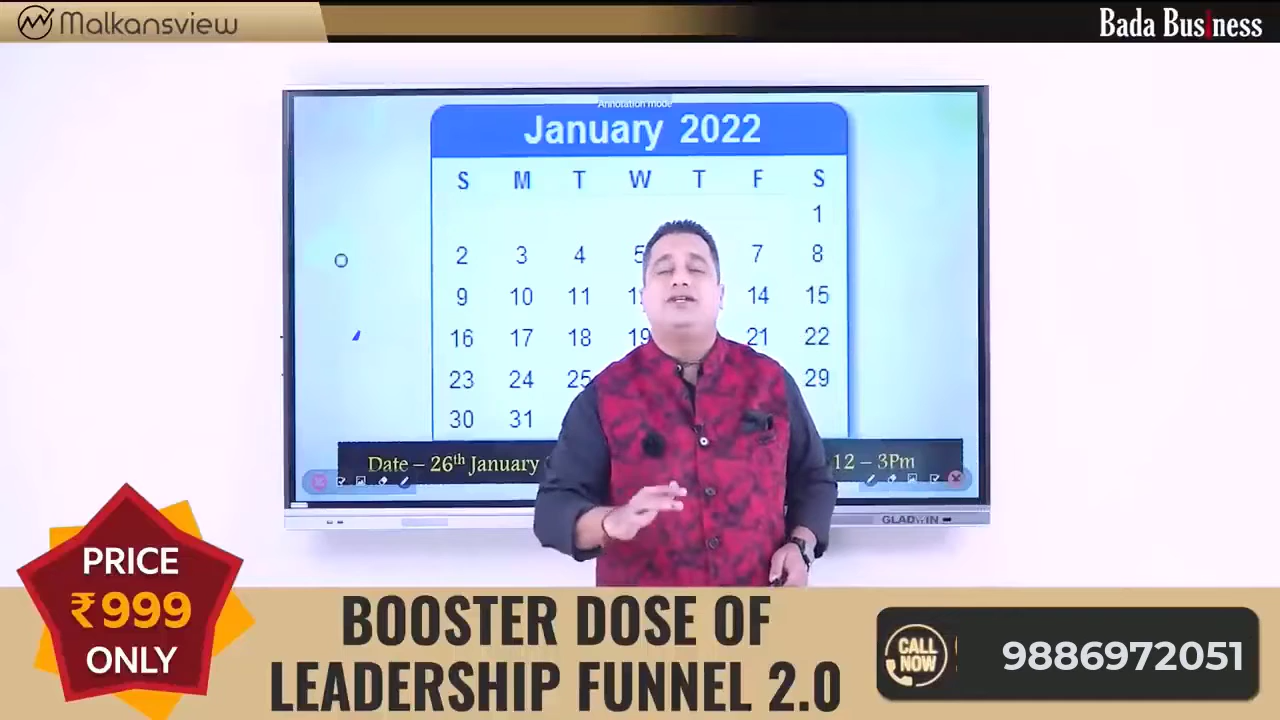 Malkansview
Bada Business
Annotation mode
January 2022
S M T W T F S
1
2 3 4 5 7 8
9 10 11 14 15
16 17 18 19 21 22
23 24 25 29
30 31
Date – 26th January
12 – 3Pm
PRICE
₹999
ONLY
BOOSTER DOSE OF
LEADERSHIP FUNNEL 2.0
CALL
NOW
9886972051